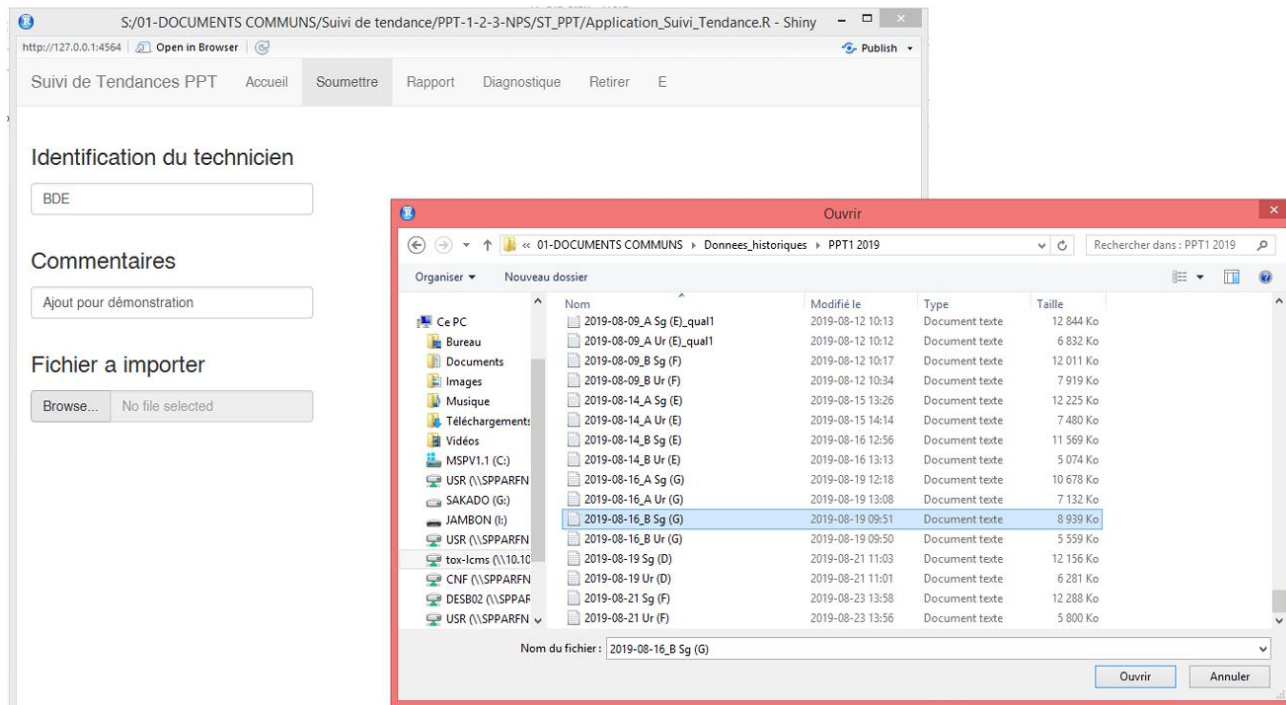 S:/01-DOCUMENTS COMMUNS/Suivi de tendance/PPT-1-2-3-NPS/ST_PPT/Application_Suivi_Tendance.R - Shiny
http://127.0.0.1:4564 Open in Browser Publish
Suivi de Tendances PPT Accueil Soumettre Rapport Diagnostique Retirer E
Identification du technicien
BDE
Commentaires
Ajout pour démonstration
Fichier a importer
Browse... No file selected
Ouvrir
« 01-DOCUMENTS COMMUNS Donnees_historiques PPT1 2019 Rechercher dans : PPT1 2019
Organiser Nouveau dossier
Ce PC
Bureau
Documents
Images
Musique
Téléchargements
Vidéos
MSPV1.1 (C:)
USR (\\SPPARFN
SAKADO (G:)
JAMBON (I:)
USR (\\SPPARFN
tox-lcms (\\10.10
CNF (\\SPPARFN
DESB02 (\\SPPAR
USR (\\SPPARFN
Nom Modifié le Type Taille
2019-08-09_A Sg (E)_qual1 2019-08-12 10:13 Document texte 12 844 Ko
2019-08-09_A Ur (E)_qual1 2019-08-12 10:12 Document texte 6 832 Ko
2019-08-09_B Sg (F) 2019-08-12 10:17 Document texte 12 011 Ko
2019-08-09_B Ur (F) 2019-08-12 10:34 Document texte 7 919 Ko
2019-08-14_A Sg (E) 2019-08-15 13:26 Document texte 12 225 Ko
2019-08-14_A Ur (E) 2019-08-15 14:14 Document texte 7 480 Ko
2019-08-14_B Sg (E) 2019-08-16 12:56 Document texte 11 569 Ko
2019-08-14_B Ur (E) 2019-08-16 13:13 Document texte 5 074 Ko
2019-08-16_A Sg (G) 2019-08-19 12:18 Document texte 10 678 Ko
2019-08-16_A Ur (G) 2019-08-19 13:08 Document texte 7 132 Ko
2019-08-16_B Sg (G) 2019-08-19 09:51 Document texte 8 939 Ko
2019-08-16_B Ur (G) 2019-08-19 09:50 Document texte 5 559 Ko
2019-08-19 Sg (D) 2019-08-21 11:03 Document texte 12 156 Ko
2019-08-19 Ur (D) 2019-08-21 11:01 Document texte 6 281 Ko
2019-08-21 Sg (F) 2019-08-23 13:58 Document texte 12 288 Ko
2019-08-21 Ur (F) 2019-08-23 13:56 Document texte 5 800 Ko
Nom du fichier : 2019-08-16_B Sg (G)
Ouvrir Annuler